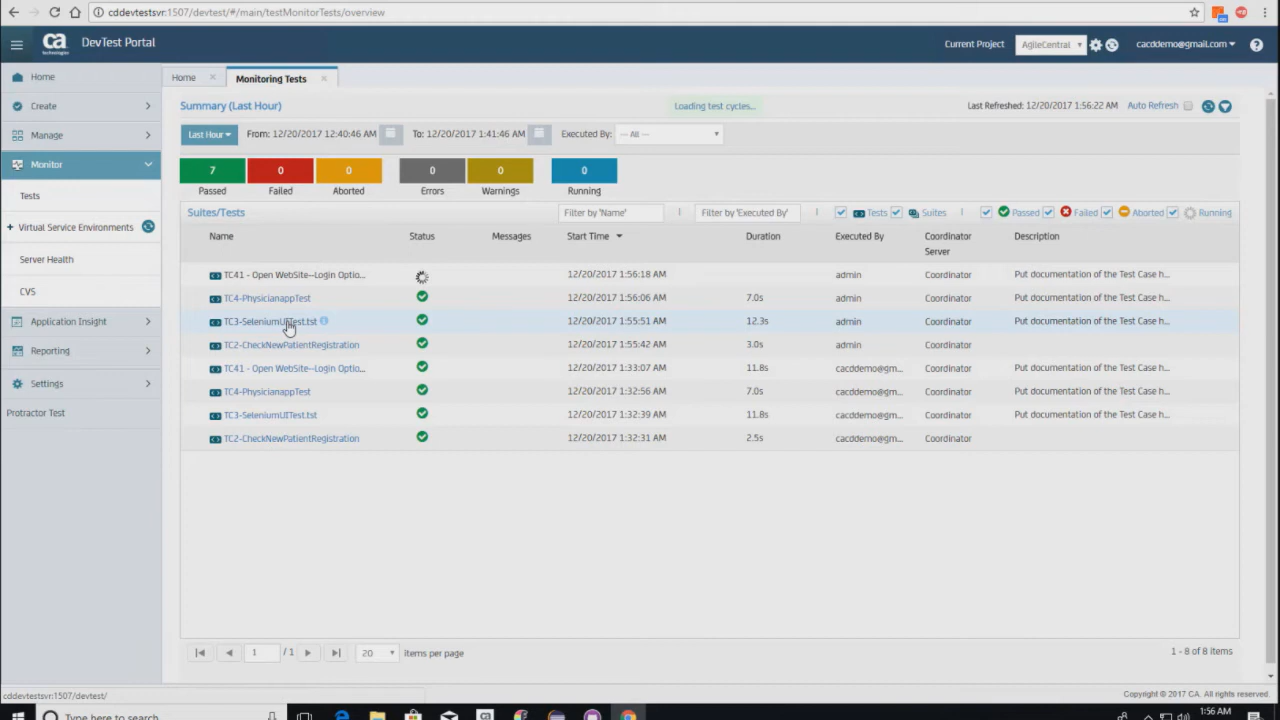 cddevtestsvr:1507/devtest/#/main/testMonitorTests/overview
ca technologies DevTest Portal Current Project AgileCentral cacddemo@gmail.com
Home
Create
Manage
Monitor
Tests
+ Virtual Service Environments
Server Health
CVS
Application Insight
Reporting
Settings
Protractor Test
Home × Monitoring Tests ×
Summary (Last Hour) Loading test cycles... Last Refreshed: 12/20/2017 1:56:22 AM Auto Refresh
Last Hour From: 12/20/2017 12:40:46 AM To: 12/20/2017 1:41:46 AM Executed By: --- All ---
7 0 0 0 0 0
Passed Failed Aborted Errors Warnings Running
Suites/Tests Filter by 'Name' | Filter by 'Executed By' | Tests Suites | Passed Failed Aborted Running
Name Status Messages Start Time Duration Executed By Coordinator Server Description
TC41 - Open WebSite--Login Optio... 12/20/2017 1:56:18 AM admin Coordinator Put documentation of the Test Case h...
TC4-PhysicianappTest 12/20/2017 1:56:06 AM 7.0s admin Coordinator Put documentation of the Test Case h...
TC3-SeleniumUITest.tst 12/20/2017 1:55:51 AM 12.3s admin Coordinator Put documentation of the Test Case h...
TC2-CheckNewPatientRegistration 12/20/2017 1:55:42 AM 3.0s admin Coordinator
TC41 - Open WebSite--Login Optio... 12/20/2017 1:33:07 AM 11.8s cacddemo@gm... Coordinator Put documentation of the Test Case h...
TC4-PhysicianappTest 12/20/2017 1:32:56 AM 7.0s cacddemo@gm... Coordinator Put documentation of the Test Case h...
TC3-SeleniumUITest.tst 12/20/2017 1:32:39 AM 11.8s cacddemo@gm... Coordinator Put documentation of the Test Case h...
TC2-CheckNewPatientRegistration 12/20/2017 1:32:31 AM 2.5s cacddemo@gm... Coordinator
1 / 1 20 items per page 1 - 8 of 8 items
cddevtestsvr:1507/devtest/ Copyright © 2017 CA. All rights reserved.
Type here to search 1:56 AM